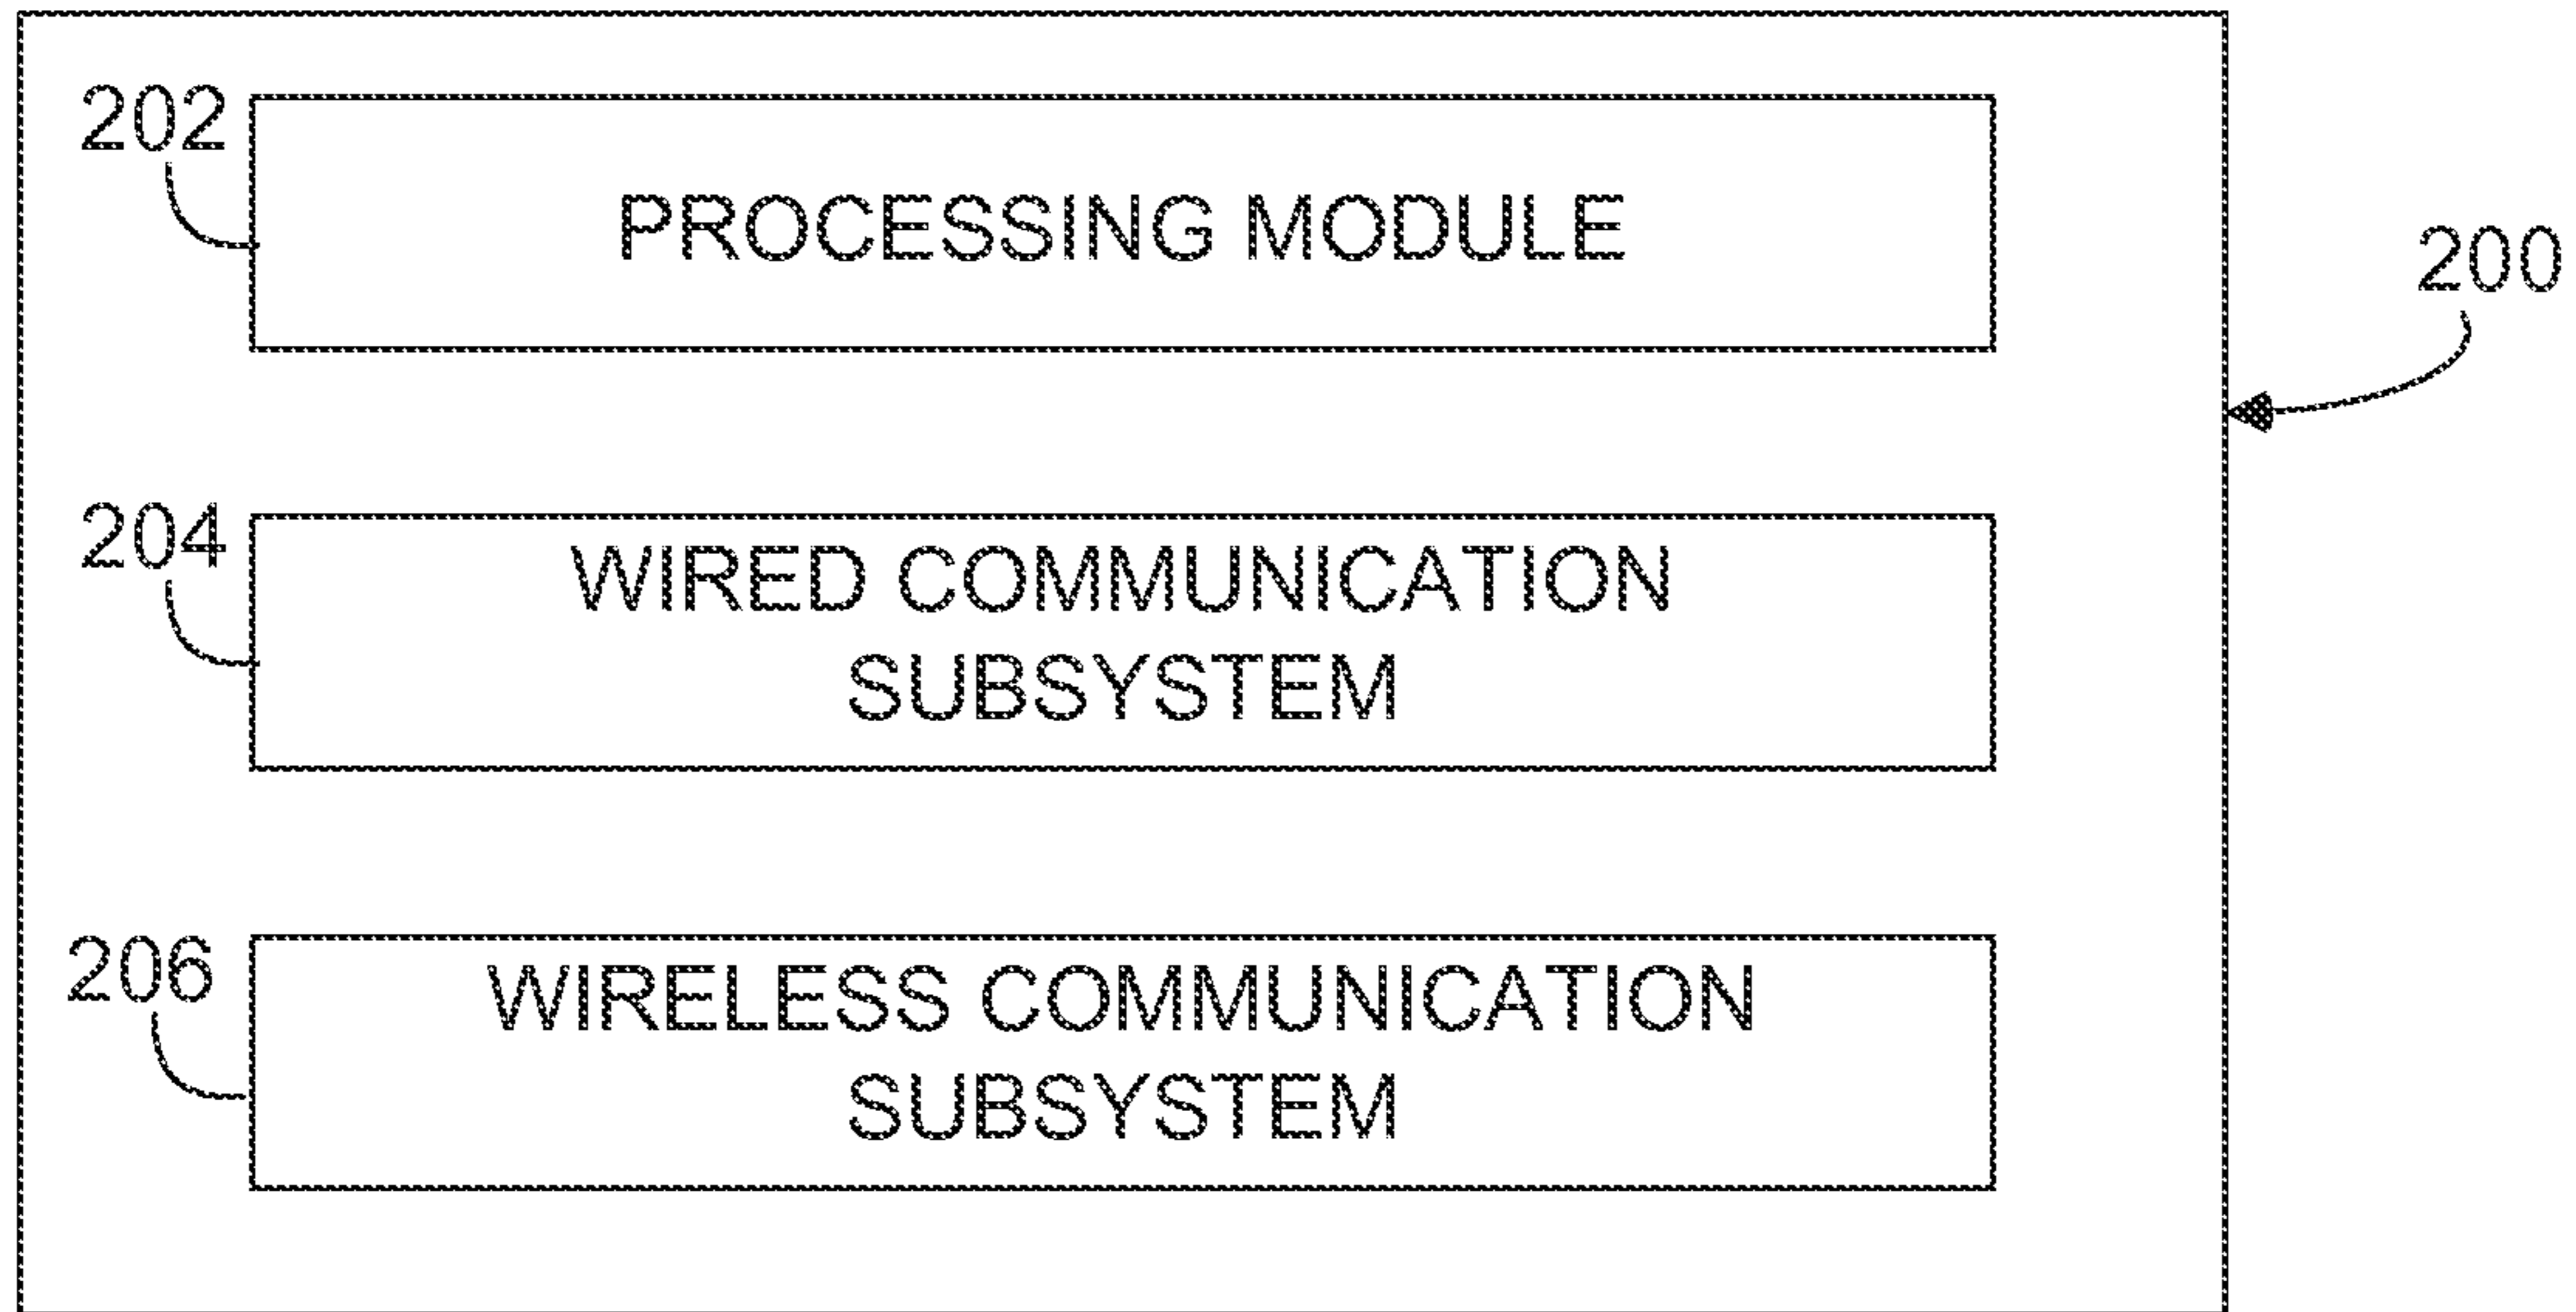 202
PROCESSING MODULE
200
204
WIRED COMMUNICATION
SUBSYSTEM
206
WIRELESS COMMUNICATION
SUBSYSTEM